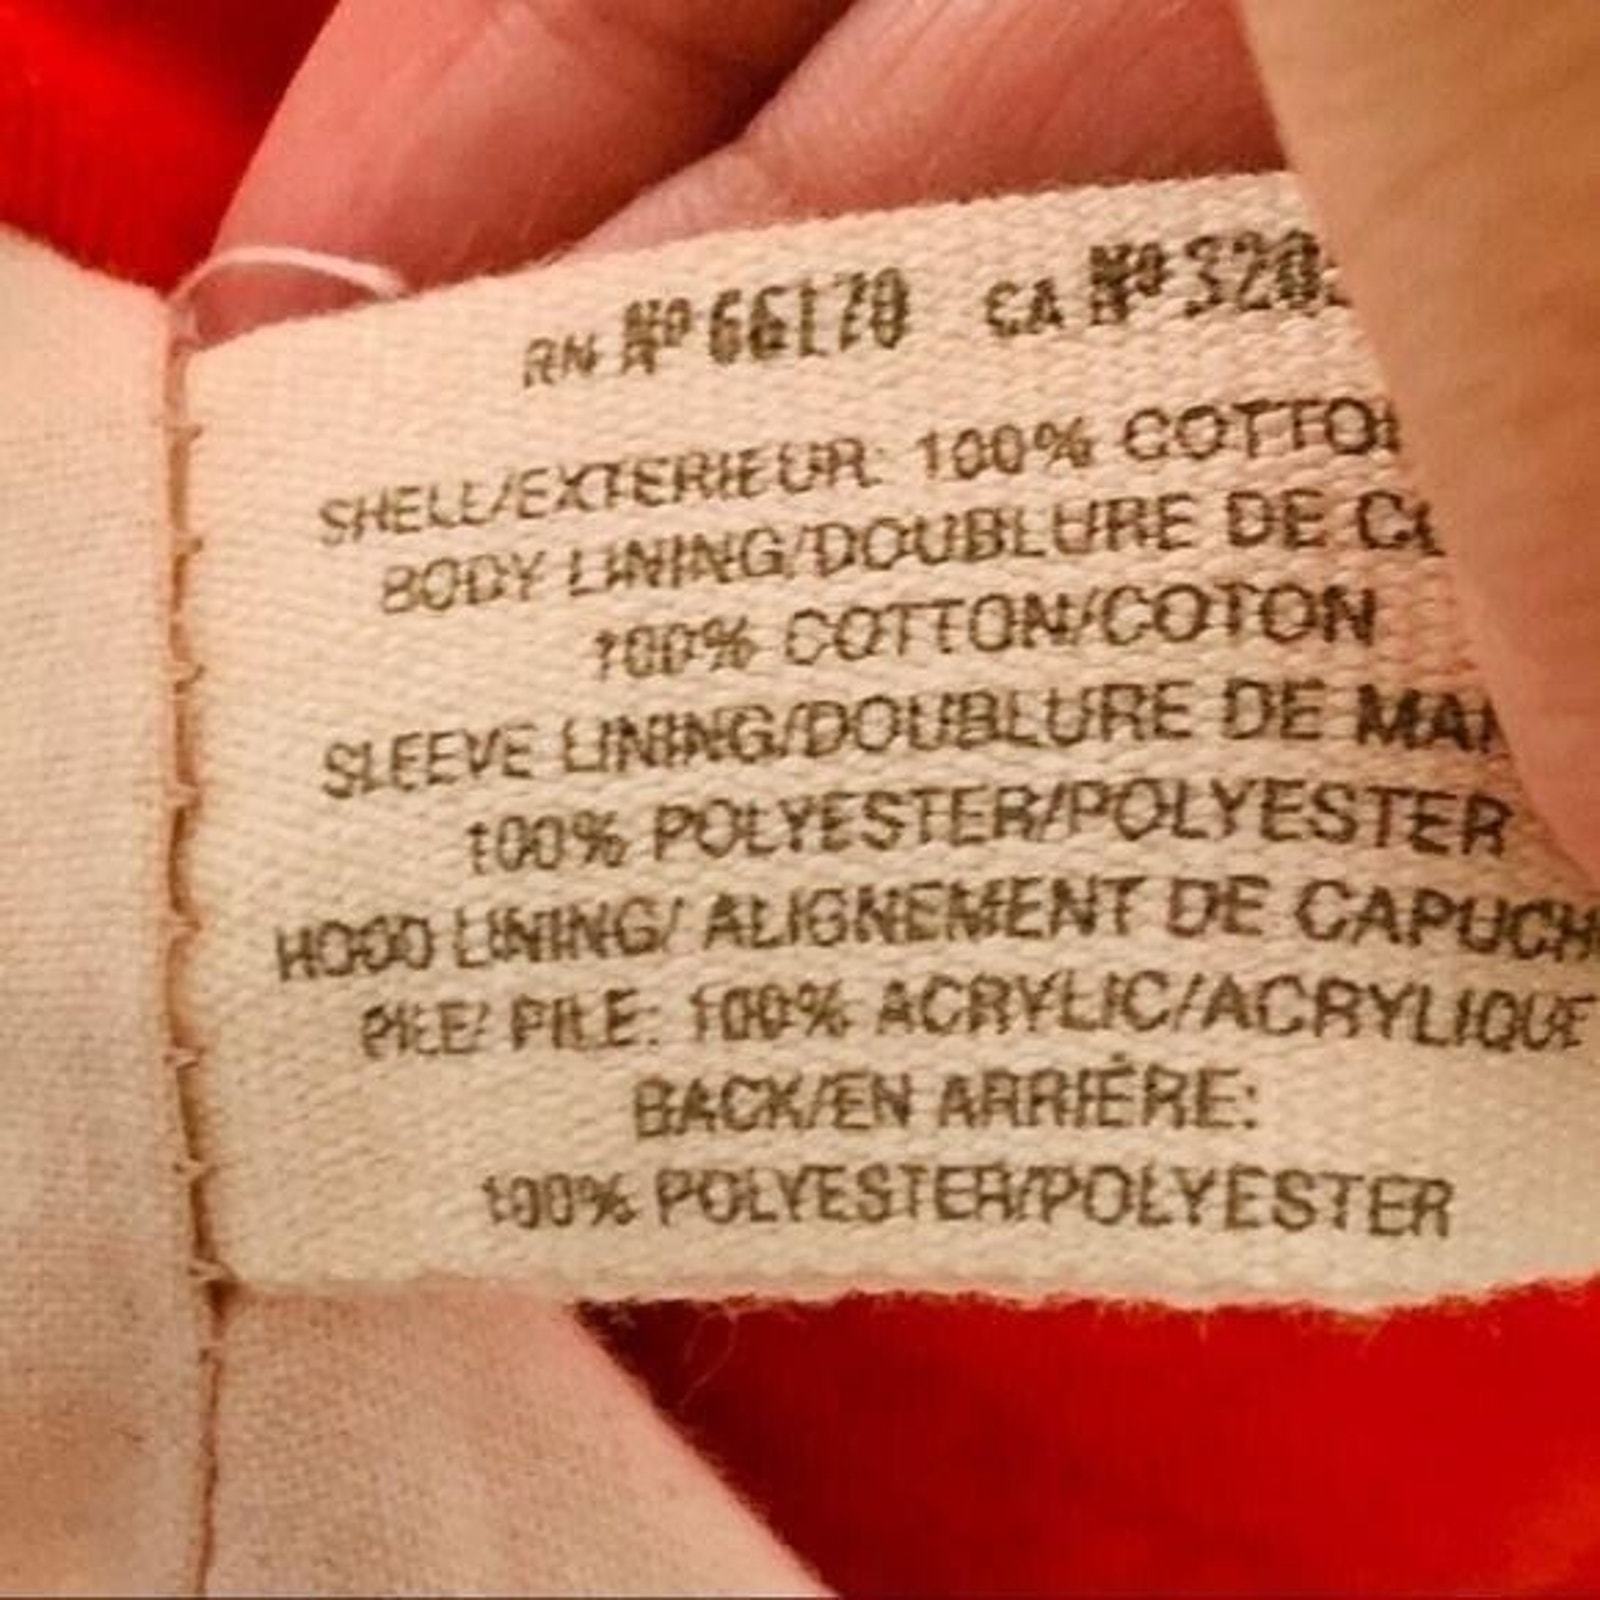 RN Nº 66170 CA Nº 320
SHELL/EXTERIEUR: 100%
BODY LINING/DOUBLURE DE
100% COTTON/COTON
SLEEVE LINING/DOUBLURE DE
100% POLYESTER/POLYESTER
HOOD LINING/ ALIGNEMENT DE
PILE/ PILE: 100% ACRYLIC/ACRYLIQUE
BACK/EN ARRIÈRE:
100% POLYESTER/POLYESTER